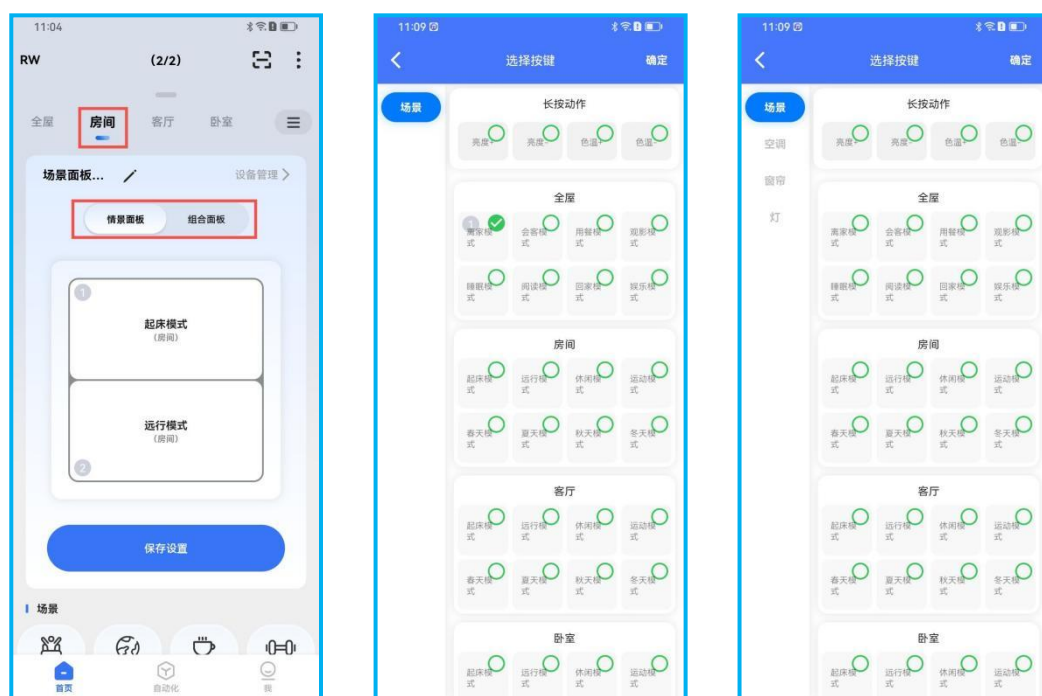 11:04
RW
(2/2)
全屋 房间 客厅 卧室
场景面板... 设备管理 >
情景面板 组合面板
1
起床模式
(房间)
远行模式
(房间)
2
保存设置
场景
首页 自动化 我
11:09
选择按键 确定
场景
长按动作
亮度+ 亮度- 色温+ 色温-
全屋
1
离家模式 会客模式 用餐模式 观影模式
睡眠模式 阅读模式 回家模式 娱乐模式
房间
起床模式 远行模式 休闲模式 运动模式
春天模式 夏天模式 秋天模式 冬天模式
客厅
起床模式 远行模式 休闲模式 运动模式
春天模式 夏天模式 秋天模式 冬天模式
卧室
起床模式 远行模式 休闲模式 运动模式
11:09
选择按键 确定
场景
空调
窗帘
灯
长按动作
亮度+ 亮度- 色温+ 色温-
全屋
离家模式 会客模式 用餐模式 观影模式
睡眠模式 阅读模式 回家模式 娱乐模式
房间
起床模式 远行模式 休闲模式 运动模式
春天模式 夏天模式 秋天模式 冬天模式
客厅
起床模式 远行模式 休闲模式 运动模式
春天模式 夏天模式 秋天模式 冬天模式
卧室
起床模式 远行模式 休闲模式 运动模式